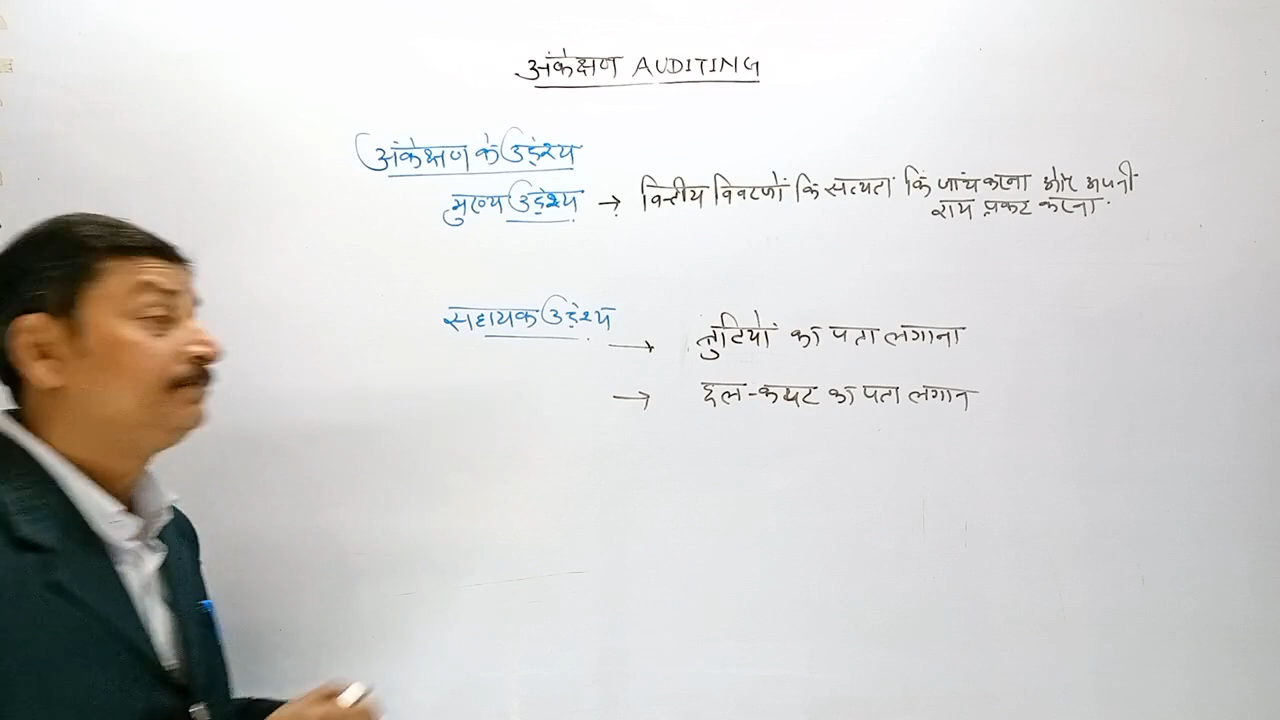 अंकेक्षण AUDITING
अंकेक्षण के उद्देश्य
मुख्य उद्देश्य → वित्तीय विवरणों कि सत्यता कि जांच करना और अपनी
राय प्रकट करना.
सहायक उद्देश्य
→ त्रुटियों का पता लगाना
→ छल-कपट का पता लगान